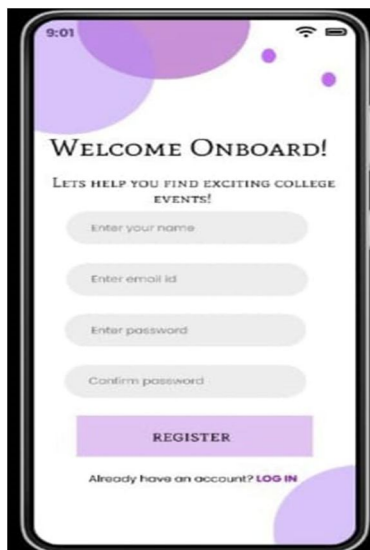 9:01
WELCOME ONBOARD!
LETS HELP YOU FIND EXCITING COLLEGE
EVENTS!
Enter your name
Enter email id
Enter password
Confirm password
REGISTER
Already have an account? LOG IN